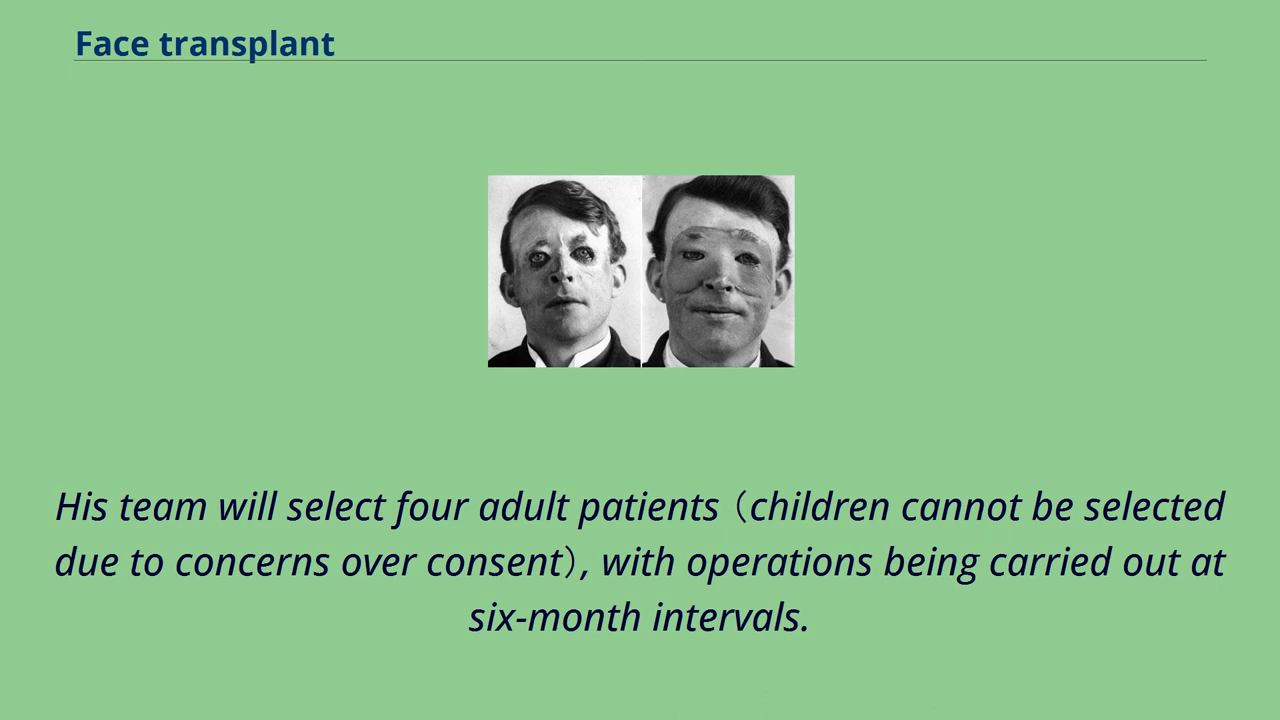 Face transplant
His team will select four adult patients (children cannot be selected
due to concerns over consent), with operations being carried out at
six-month intervals.